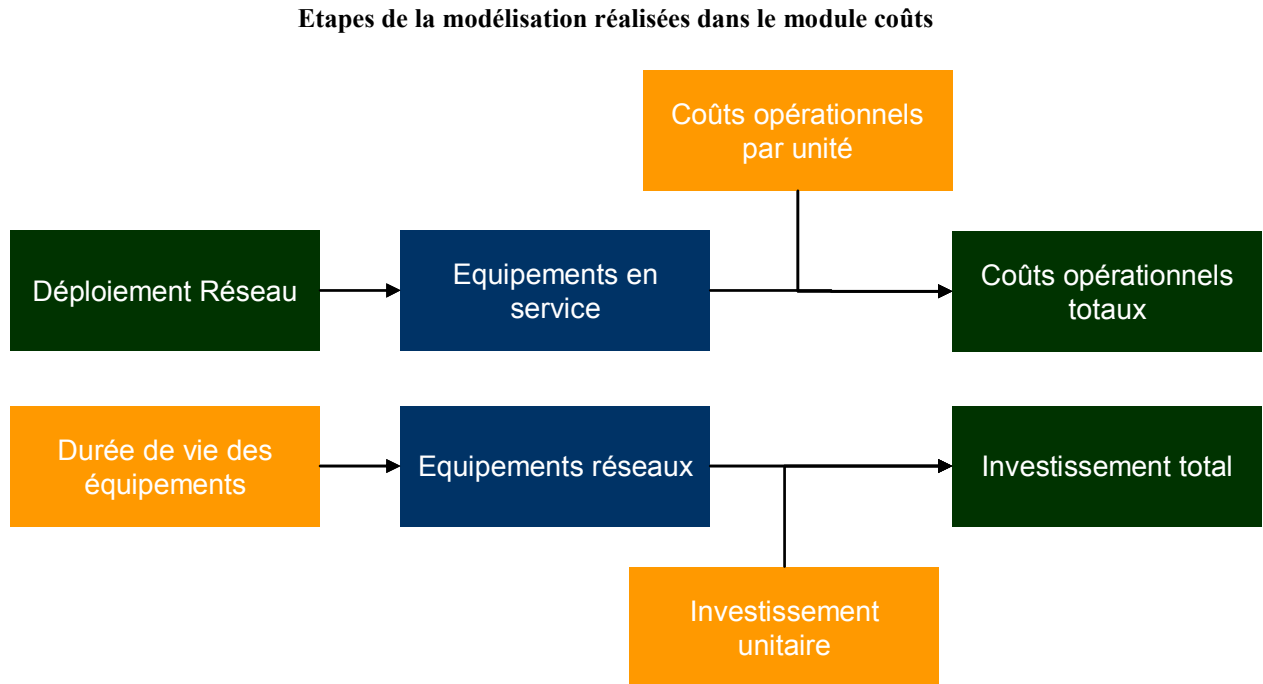 Etapes de la modélisation réalisées dans le module coûts
Coûts opérationnels
par unité
Déploiement Réseau
Equipements en
service
Coûts opérationnels
totaux
Durée de vie des
équipements
Equipements réseaux
Investissement total
Investissement
unitaire